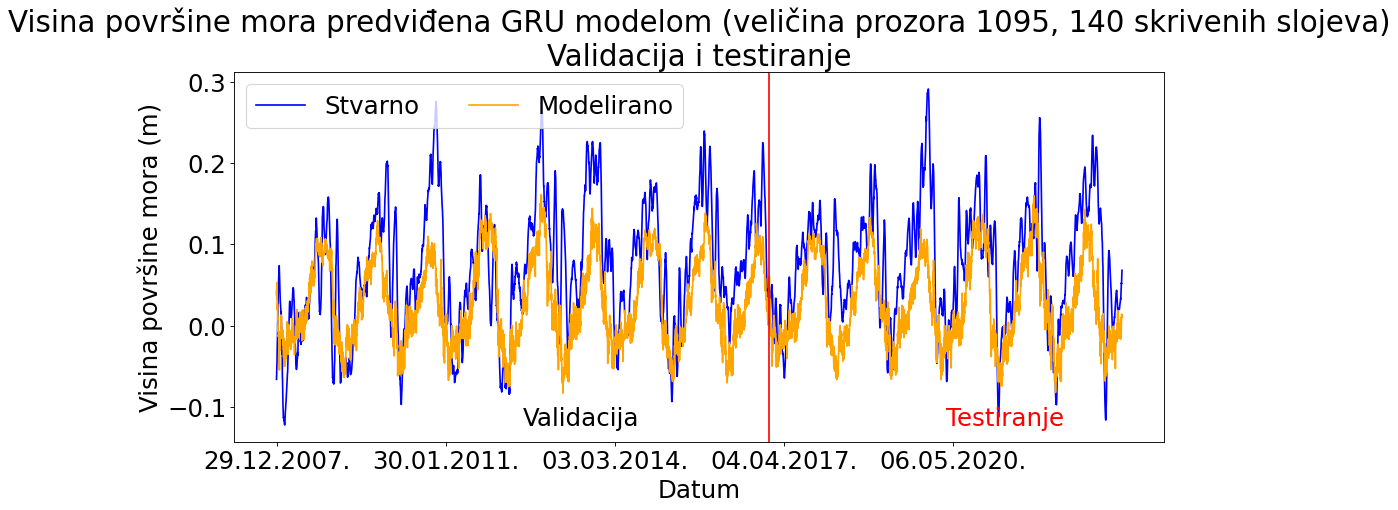 Visina površine mora predviđena GRU modelom (veličina prozora 1095, 140 skrivenih slojeva)
Validacija i testiranje
Stvarno
Modelirano
Visina površine mora (m)
0.3
0.2
0.1
0.0
−0.1
Validacija
Testiranje
29.12.2007.
30.01.2011.
03.03.2014.
04.04.2017.
06.05.2020.
Datum